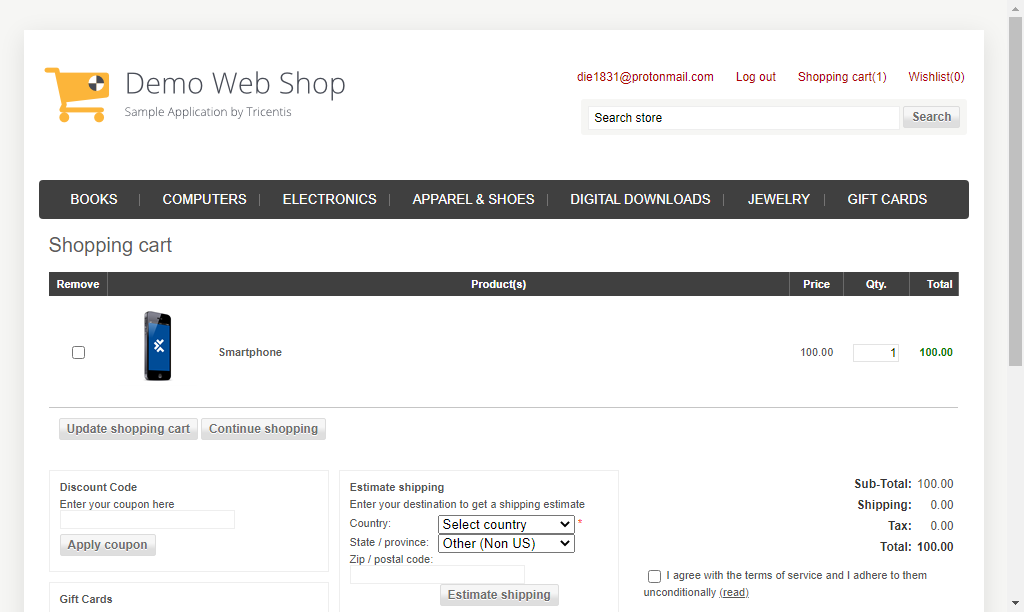 Demo Web Shop
Sample Application by Tricentis
die1831@protonmail.com Log out Shopping cart(1) Wishlist(0)
Search store Search
BOOKS | COMPUTERS | ELECTRONICS | APPAREL & SHOES | DIGITAL DOWNLOADS | JEWELRY | GIFT CARDS
Shopping cart
Remove Product(s) Price Qty. Total
Smartphone 100.00 1 100.00
Update shopping cart Continue shopping
Discount Code
Enter your coupon here
Apply coupon
Gift Cards
Estimate shipping
Enter your destination to get a shipping estimate
Country: Select country *
State / province: Other (Non US)
Zip / postal code:
Estimate shipping
Sub-Total: 100.00
Shipping: 0.00
Tax: 0.00
Total: 100.00
I agree with the terms of service and I adhere to them
unconditionally (read)